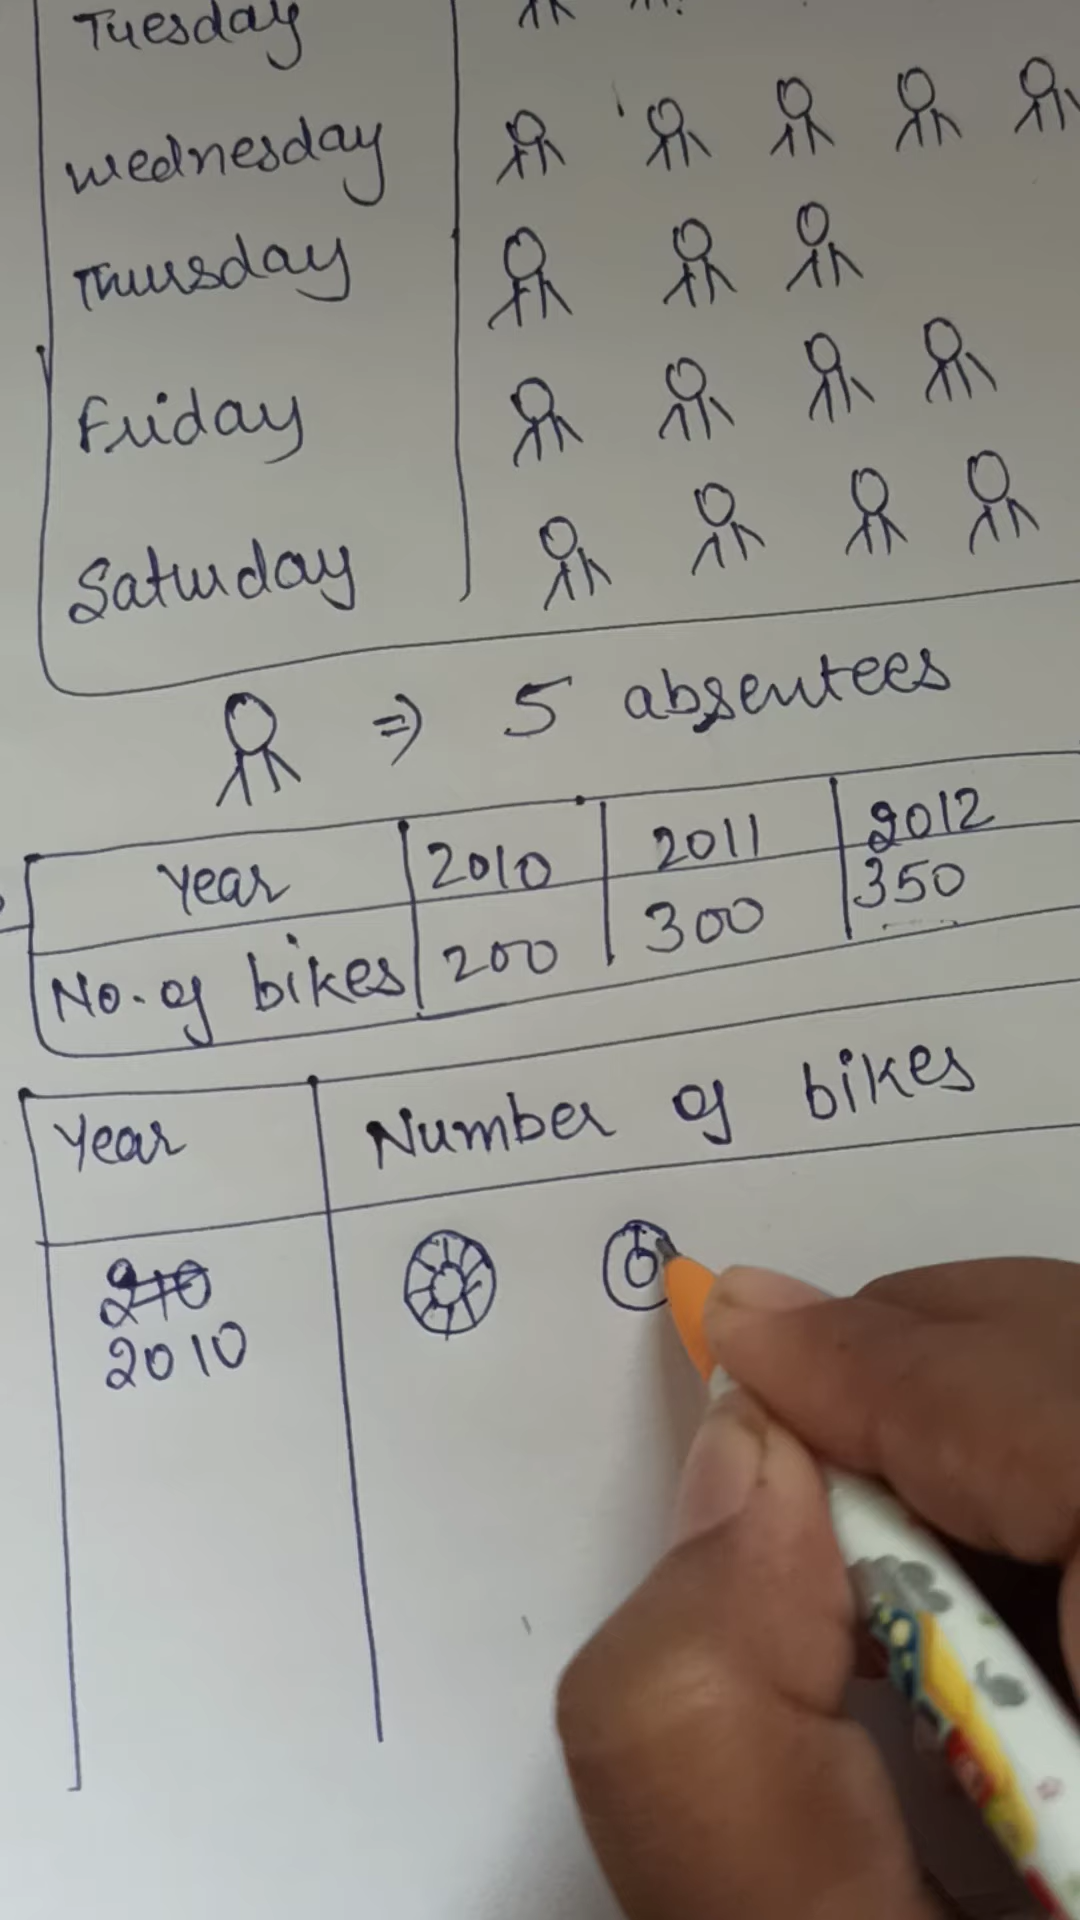 Tuesday
Wednesday
Thursday
Friday
Saturday
⇒ 5 absentees
Year 2010 2011 2012
No. of bikes 200 300 350
Year Number of bikes
210
2010